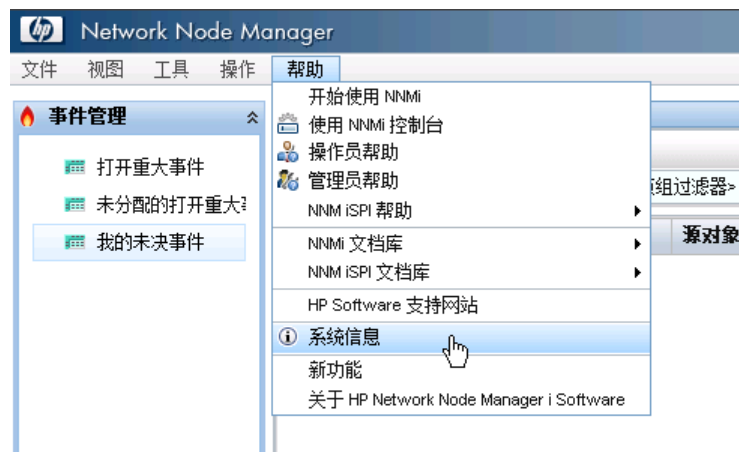 hp Network Node Manager
文件 视图 工具 操作 帮助
事件管理
打开重大事件
未分配的打开重大
我的未决事件
开始使用 NNMi
使用 NNMi 控制台
操作员帮助
管理员帮助
NNM iSPI 帮助
NNMi 文档库
NNM iSPI 文档库
HP Software 支持网站
系统信息
新功能
关于 HP Network Node Manager i Software
组过滤器>
源对象